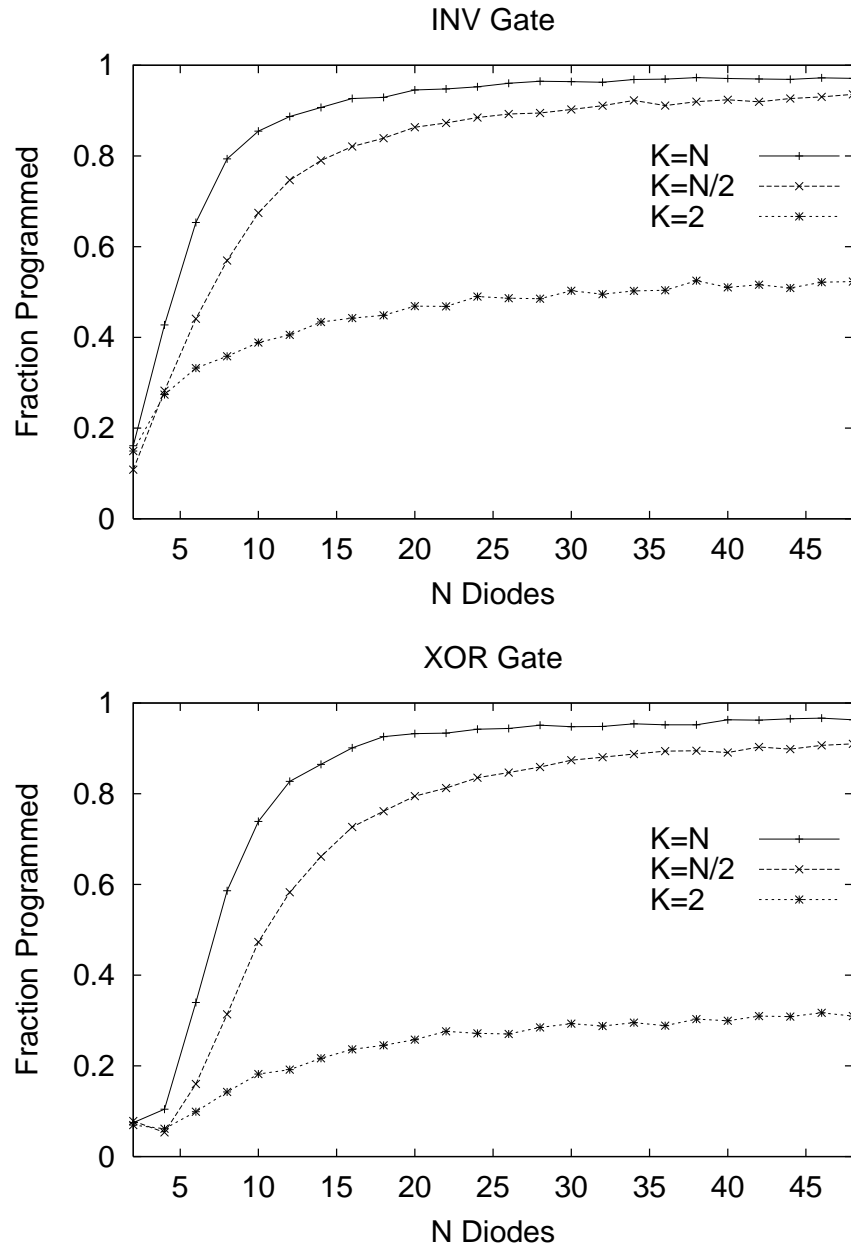 INV Gate
1
0.8
0.6
0.4
0.2
0
Fraction Programmed
K=N
K=N/2
K=2
5 10 15 20 25 30 35 40 45
N Diodes
XOR Gate
1
0.8
0.6
0.4
0.2
0
Fraction Programmed
K=N
K=N/2
K=2
5 10 15 20 25 30 35 40 45
N Diodes